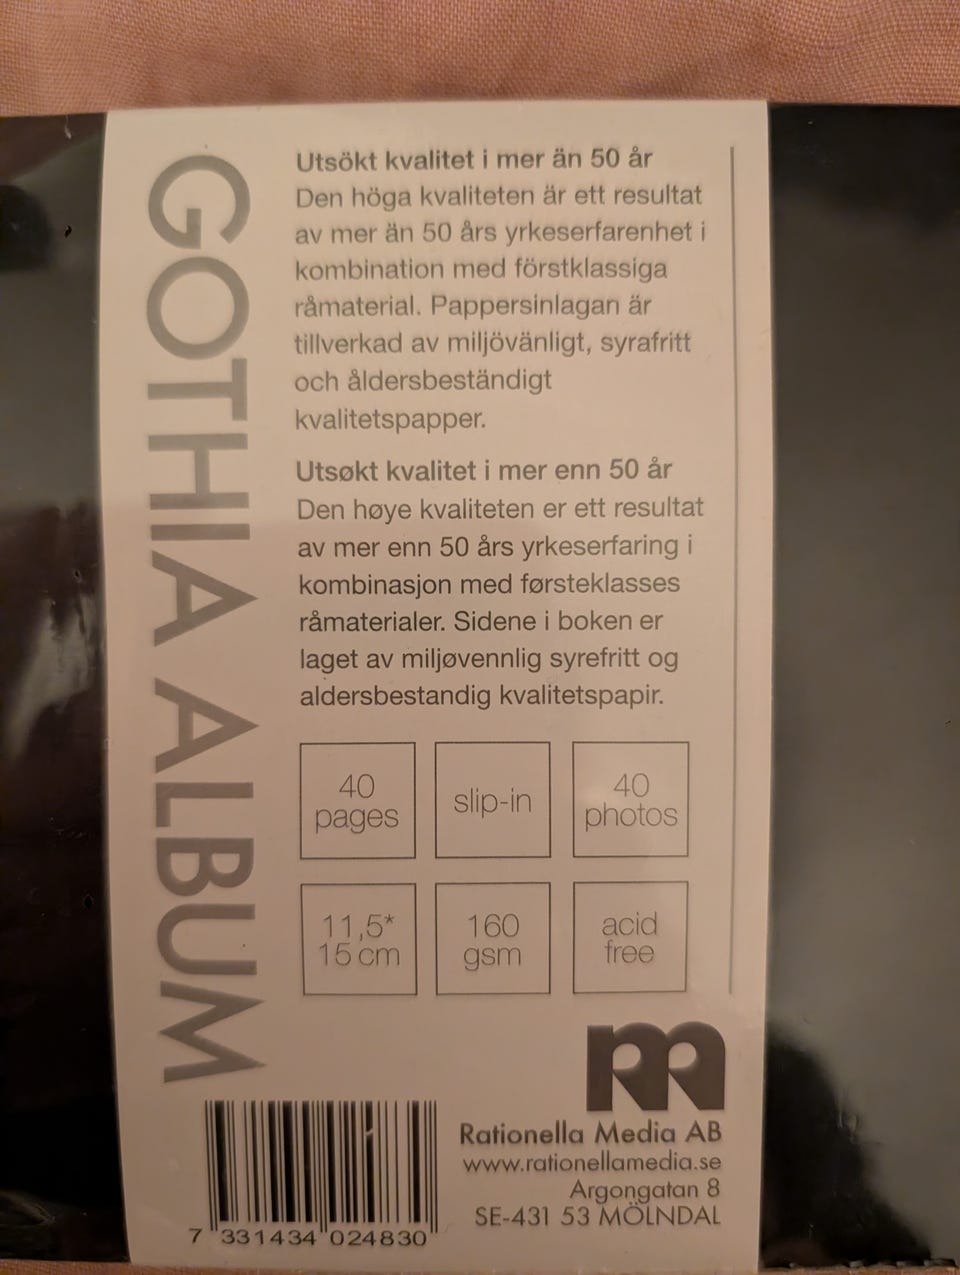 GOTHIA ALBUM
Utsökt kvalitet i mer än 50 år
Den höga kvaliteten är ett resultat
av mer än 50 års yrkeserfarenhet i
kombination med förstklassiga
råmaterial. Pappersinlagan är
tillverkad av miljövänligt, syrafritt
och åldersbeständigt
kvalitetspapper.
Utsøkt kvalitet i mer enn 50 år
Den høye kvaliteten er ett resultat
av mer enn 50 års yrkeserfaring i
kombinasjon med førsteklasses
råmaterialer. Sidene i boken er
laget av miljøvennlig syrefritt og
aldersbestandig kvalitetspapir.
40
pages
slip-in
40
photos
11,5*
15 cm
160
gsm
acid
free
Rationella Media AB
www.rationellamedia.se
Argongatan 8
SE-431 53 MÖLNDAL
7 331434 024830